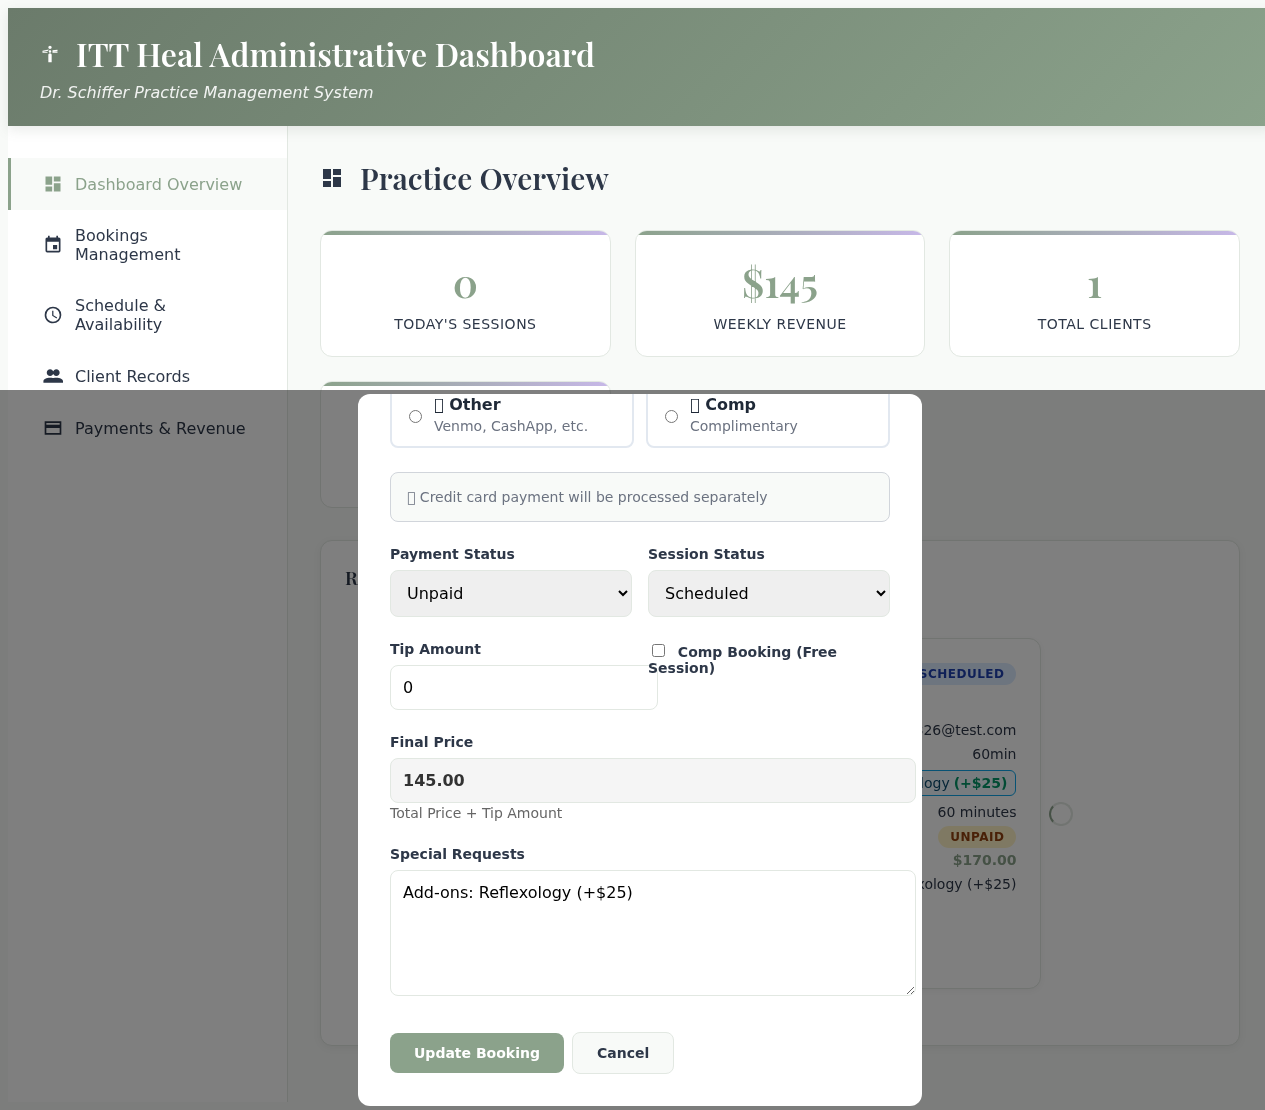 ITT Heal Administrative Dashboard
Dr. Schiffer Practice Management System
Dashboard Overview
Bookings
Management
Schedule &
Availability
Client Records
Payments & Revenue
Practice Overview
0
TODAY'S SESSIONS
$145
WEEKLY REVENUE
1
TOTAL CLIENTS
Other
Venmo, CashApp, etc.
Comp
Complimentary
Credit card payment will be processed separately
Payment Status
Session Status
Unpaid
Scheduled
Tip Amount
Comp Booking (Free
Session)
0
Final Price
145.00
Total Price + Tip Amount
Special Requests
Add-ons: Reflexology (+$25)
Update Booking
Cancel
R
SCHEDULED
26@test.com
60min
logy (+$25)
60 minutes
UNPAID
$170.00
xology (+$25)